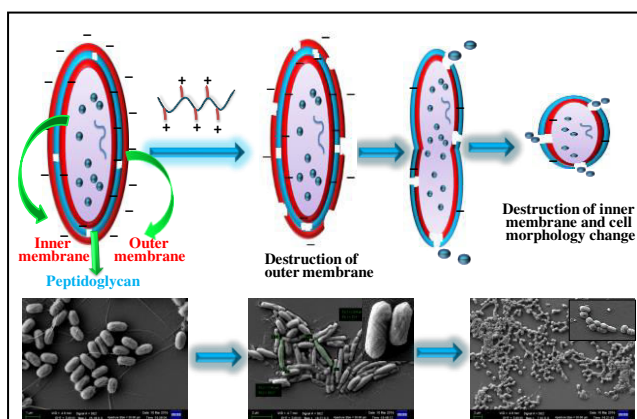 Inner
membrane
Outer
membrane
Peptidoglycan
Destruction of
outer membrane
Destruction of inner
membrane and cell
morphology change